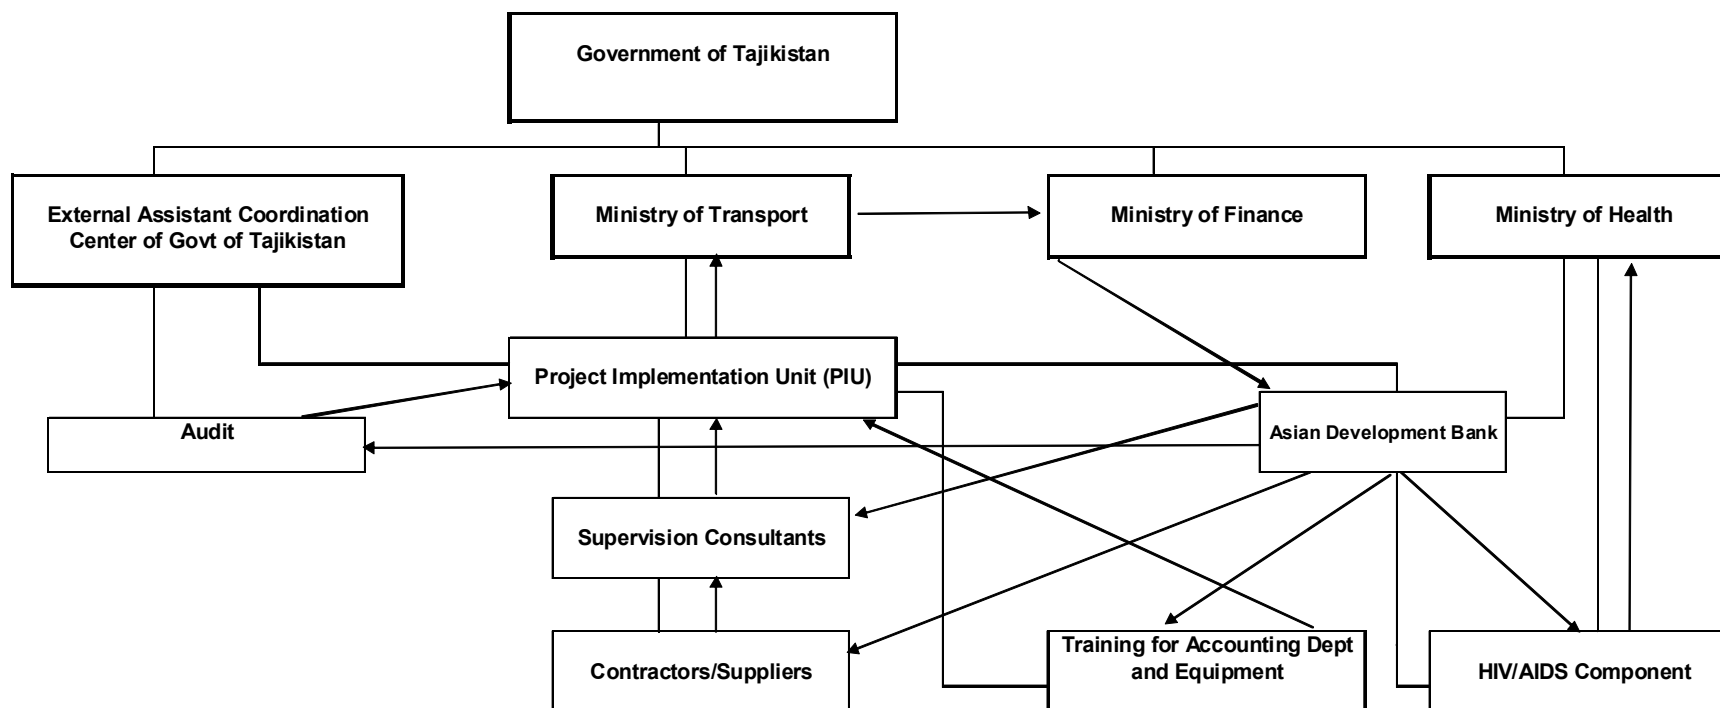 Government of Tajikistan
External Assistant Coordination
Center of Govt of Tajikistan
Ministry of Transport
Ministry of Finance
Ministry of Health
Project Implementation Unit (PIU)
Audit
Asian Development Bank
Supervision Consultants
Contractors/Suppliers
Training for Accounting Dept
and Equipment
HIV/AIDS Component